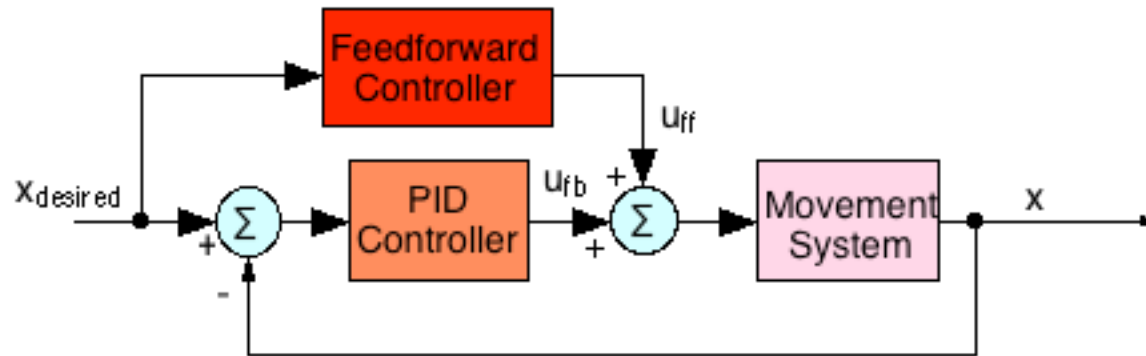 Feedforward
Controller
u_ff
x_desired
+
-
Σ
PID
Controller
u_fb
+
+
Σ
Movement
System
x